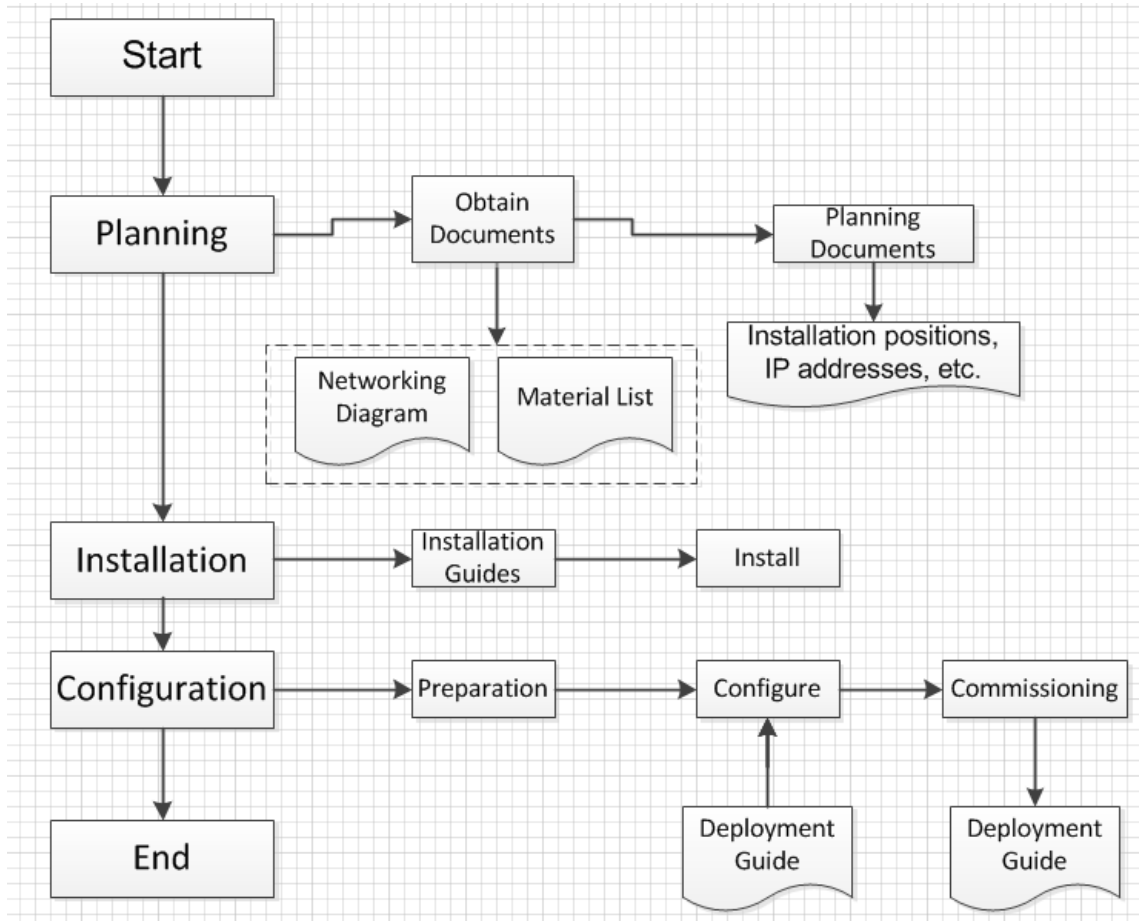 Start
Planning
Obtain
Documents
Planning
Documents
Installation positions,
IP addresses, etc.
Networking
Diagram
Material List
Installation
Installation
Guides
Install
Configuration
Preparation
Configure
Commissioning
Deployment
Guide
Deployment
Guide
End